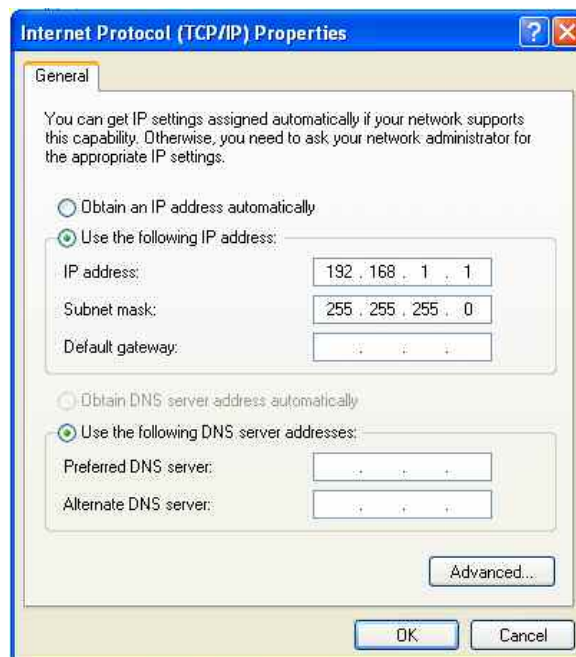 Internet Protocol (TCP/IP) Properties
General
You can get IP settings assigned automatically if your network supports
this capability. Otherwise, you need to ask your network administrator for
the appropriate IP settings.
Obtain an IP address automatically
Use the following IP address:
IP address: 192 . 168 . 1 . 1
Subnet mask: 255 . 255 . 255 . 0
Default gateway: . . .
Obtain DNS server address automatically
Use the following DNS server addresses:
Preferred DNS server: . . .
Alternate DNS server: . . .
Advanced...
OK Cancel